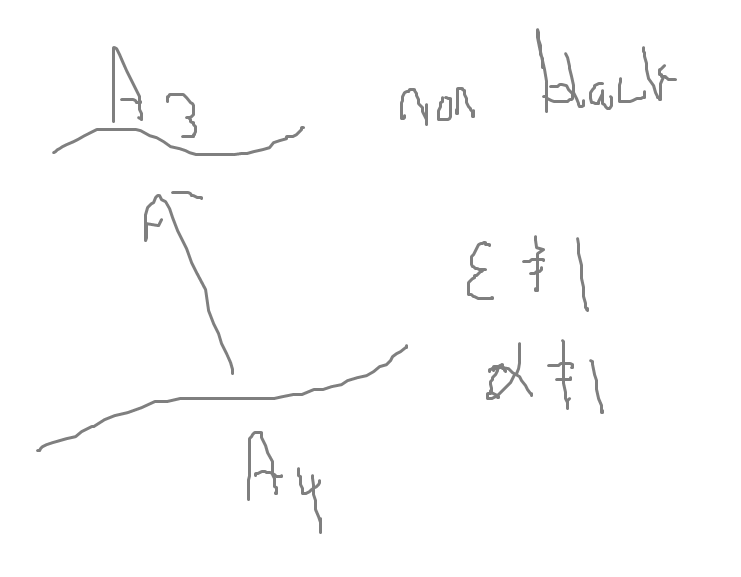 A3 non black
ε ≠ 1
α ≠ 1
A4